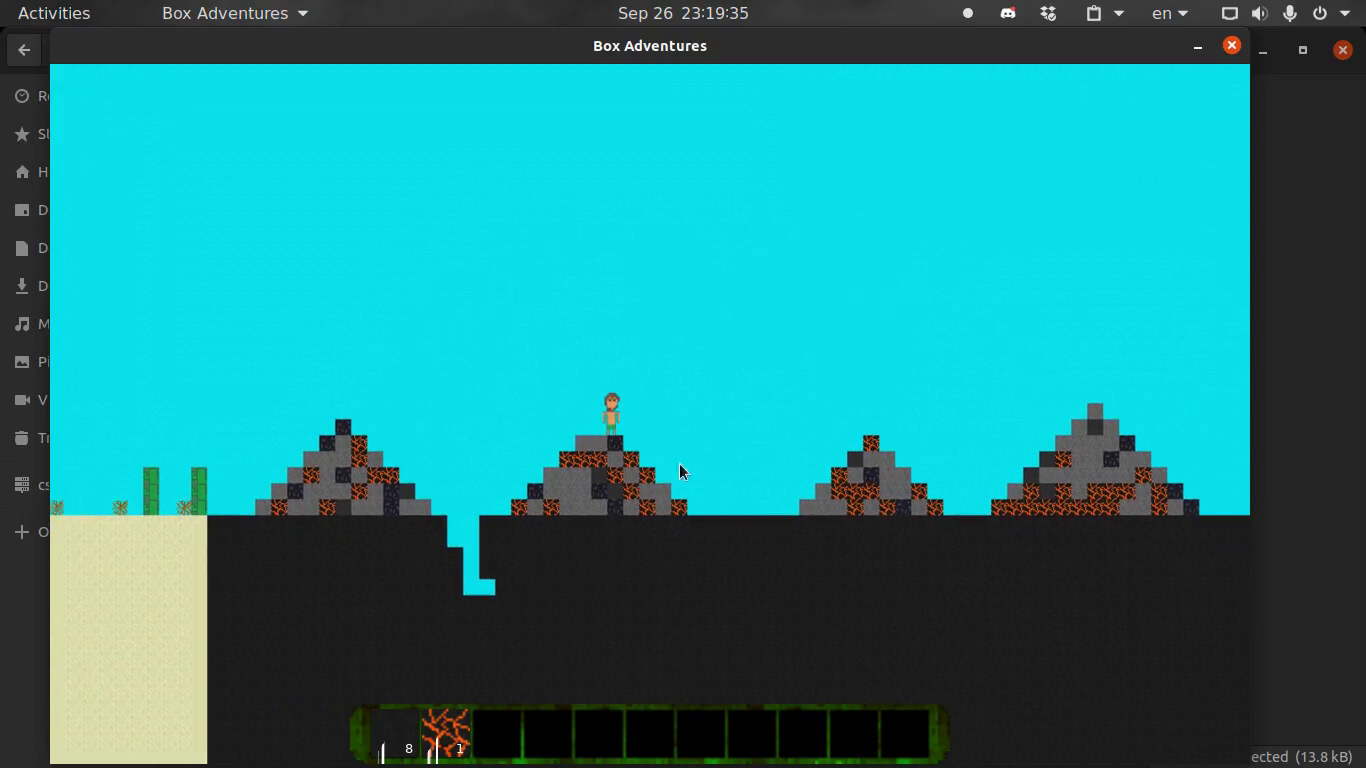 Activities
Box Adventures
Sep 26 23:19:35
en
Box Adventures
8
1
ected (13.8 kB)